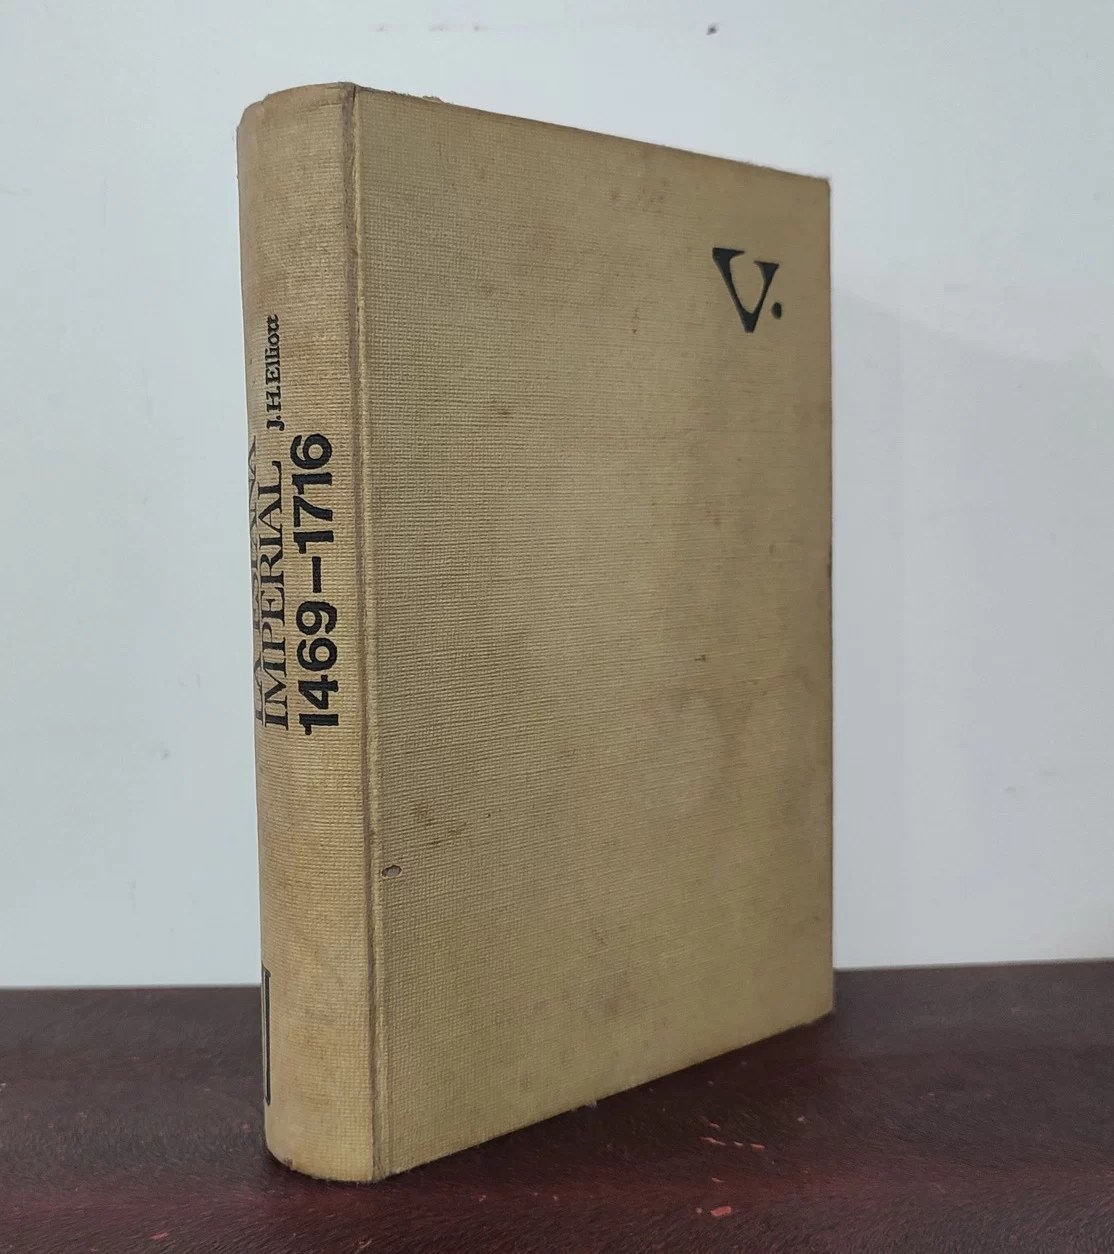 LA ESPAÑA
IMPERIAL
J.H.Elliott
1469-1716
V.